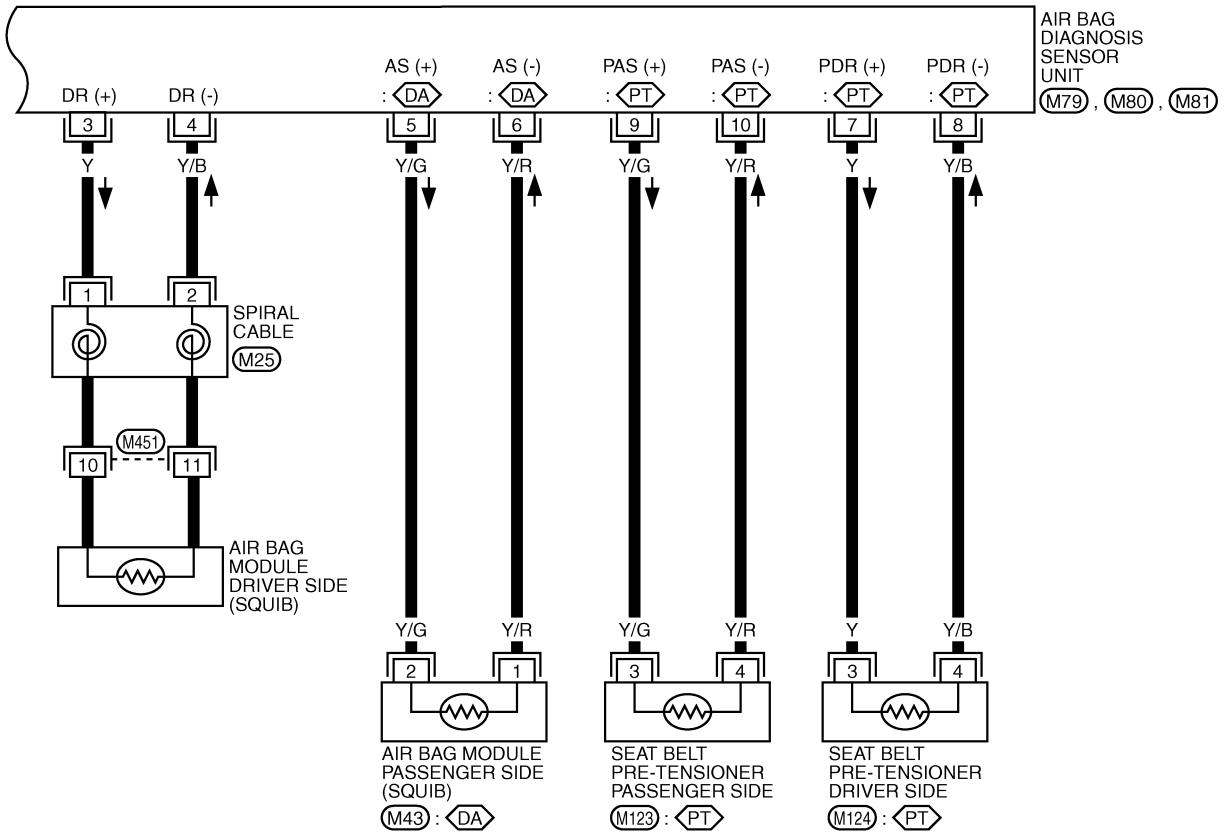 AIR BAG
DIAGNOSIS
SENSOR
UNIT
M79 , M80 , M81
AS (+) AS (-) PAS (+) PAS (-) PDR (+) PDR (-)
: DA : DA : PT : PT : PT : PT
DR (+) DR (-)
3 4 5 6 9 10 7 8
Y Y/B Y/G Y/R Y/G Y/R Y Y/B
1 2
SPIRAL
CABLE
M25
M451
10 11
AIR BAG
MODULE
DRIVER SIDE
(SQUIB)
Y/G Y/R Y/G Y/R Y Y/B
2 1 3 4 3 4
AIR BAG MODULE
PASSENGER SIDE
(SQUIB)
M43 : DA
SEAT BELT
PRE-TENSIONER
PASSENGER SIDE
M123 : PT
SEAT BELT
PRE-TENSIONER
DRIVER SIDE
M124 : PT